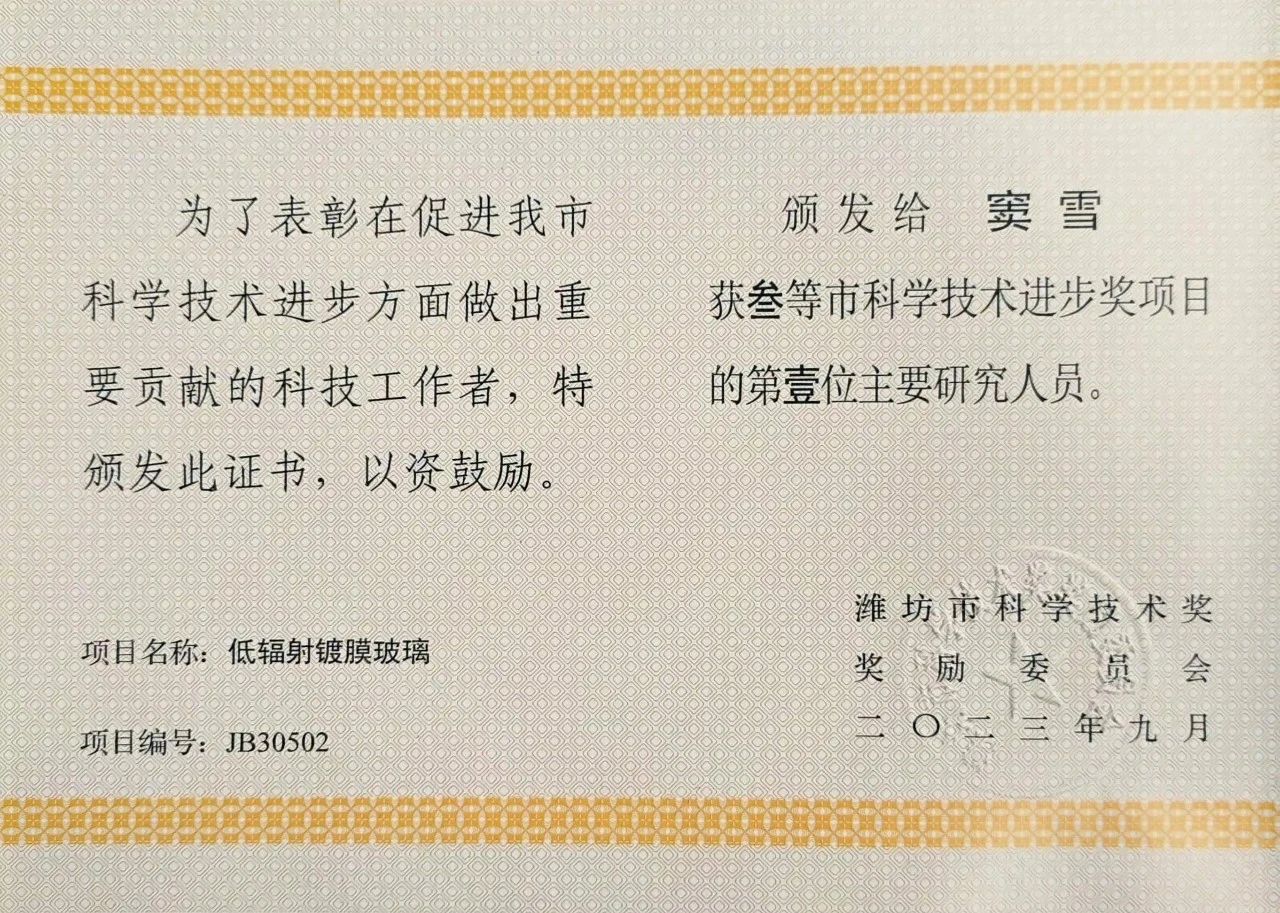 为了表彰在促进我市
科学技术进步方面做出重
要贡献的科技工作者，特
颁发此证书，以资鼓励。
项目名称：低辐射镀膜玻璃
项目编号：JB30502
颁发给 窦雪
获叁等市科学技术进步奖项目
的第壹位主要研究人员。
潍坊市科学技术奖
奖励委员会
二〇二三年九月